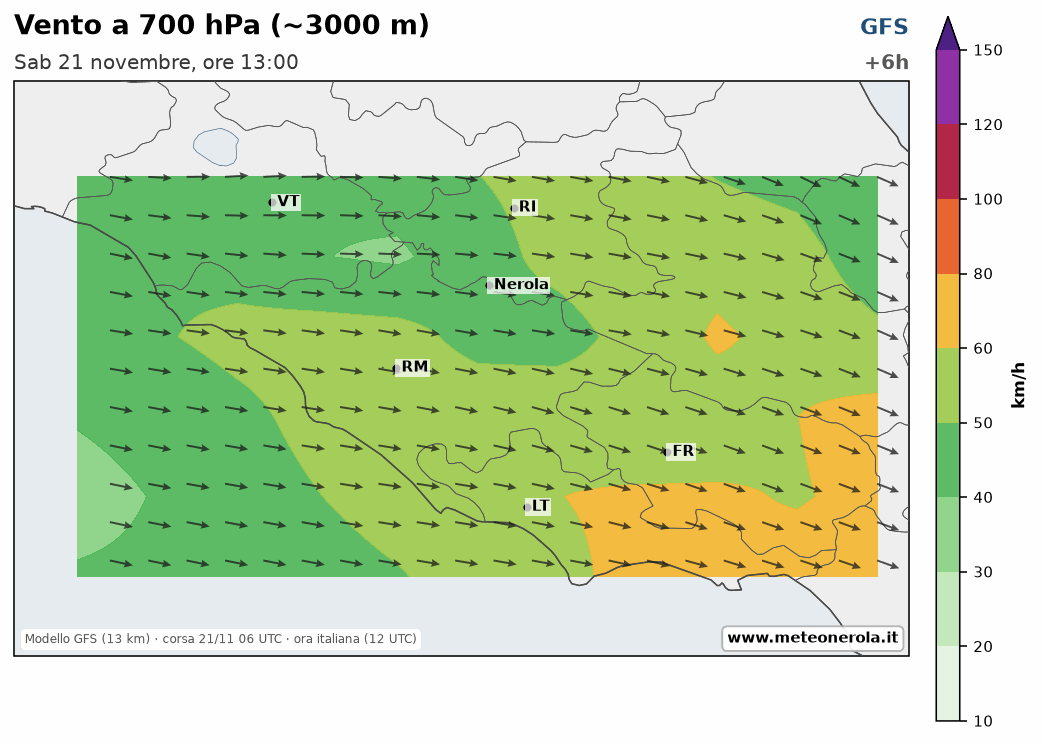 Vento a 700 hPa (~3000 m)
GFS
Sab 21 novembre, ore 13:00
+6h
150
120
100
80
60
50
40
30
20
10
km/h
VT
RI
Nerola
RM
FR
LT
Modello GFS (13 km) · corsa 21/11 06 UTC · ora italiana (12 UTC)
www.meteonerola.it